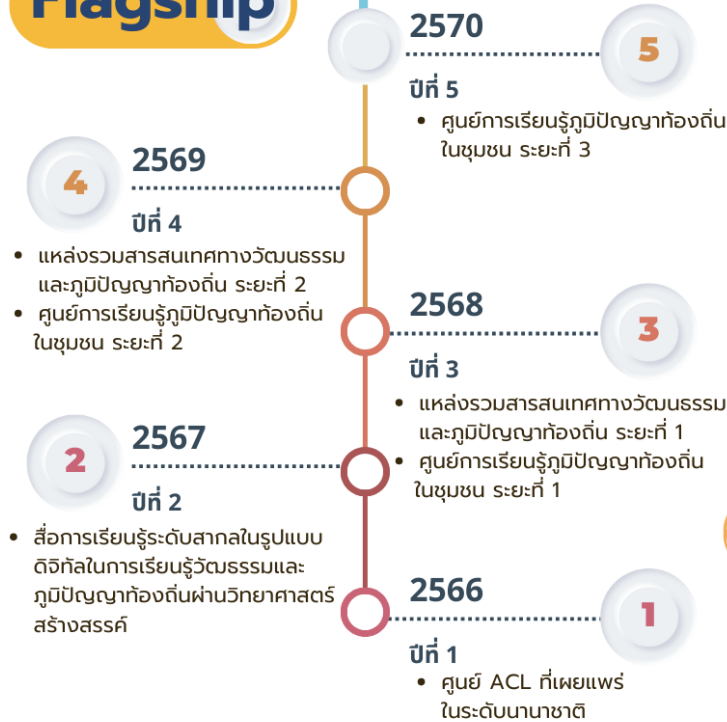 Flagship
2570
5
ปีที่ 5
• ศูนย์การเรียนรู้ภูมิปัญญาท้องถิ่น
ในชุมชน ระยะที่ 3
2569
4
ปีที่ 4
• แหล่งรวมสารสนเทศทางวัฒนธรรม
และภูมิปัญญาท้องถิ่น ระยะที่ 2
• ศูนย์การเรียนรู้ภูมิปัญญาท้องถิ่น
ในชุมชน ระยะที่ 2
2568
3
ปีที่ 3
• แหล่งรวมสารสนเทศทางวัฒนธรรม
และภูมิปัญญาท้องถิ่น ระยะที่ 1
• ศูนย์การเรียนรู้ภูมิปัญญาท้องถิ่น
ในชุมชน ระยะที่ 1
2567
2
ปีที่ 2
• สื่อการเรียนรู้ระดับสากลในรูปแบบ
ดิจิทัลในการเรียนรู้วัฒธรรมและ
ภูมิปัญญาท้องถิ่นผ่านวิทยาศาสตร์
สร้างสรรค์
2566
1
ปีที่ 1
• ศูนย์ ACL ที่เผยแพร่
ในระดับนานาชาติ